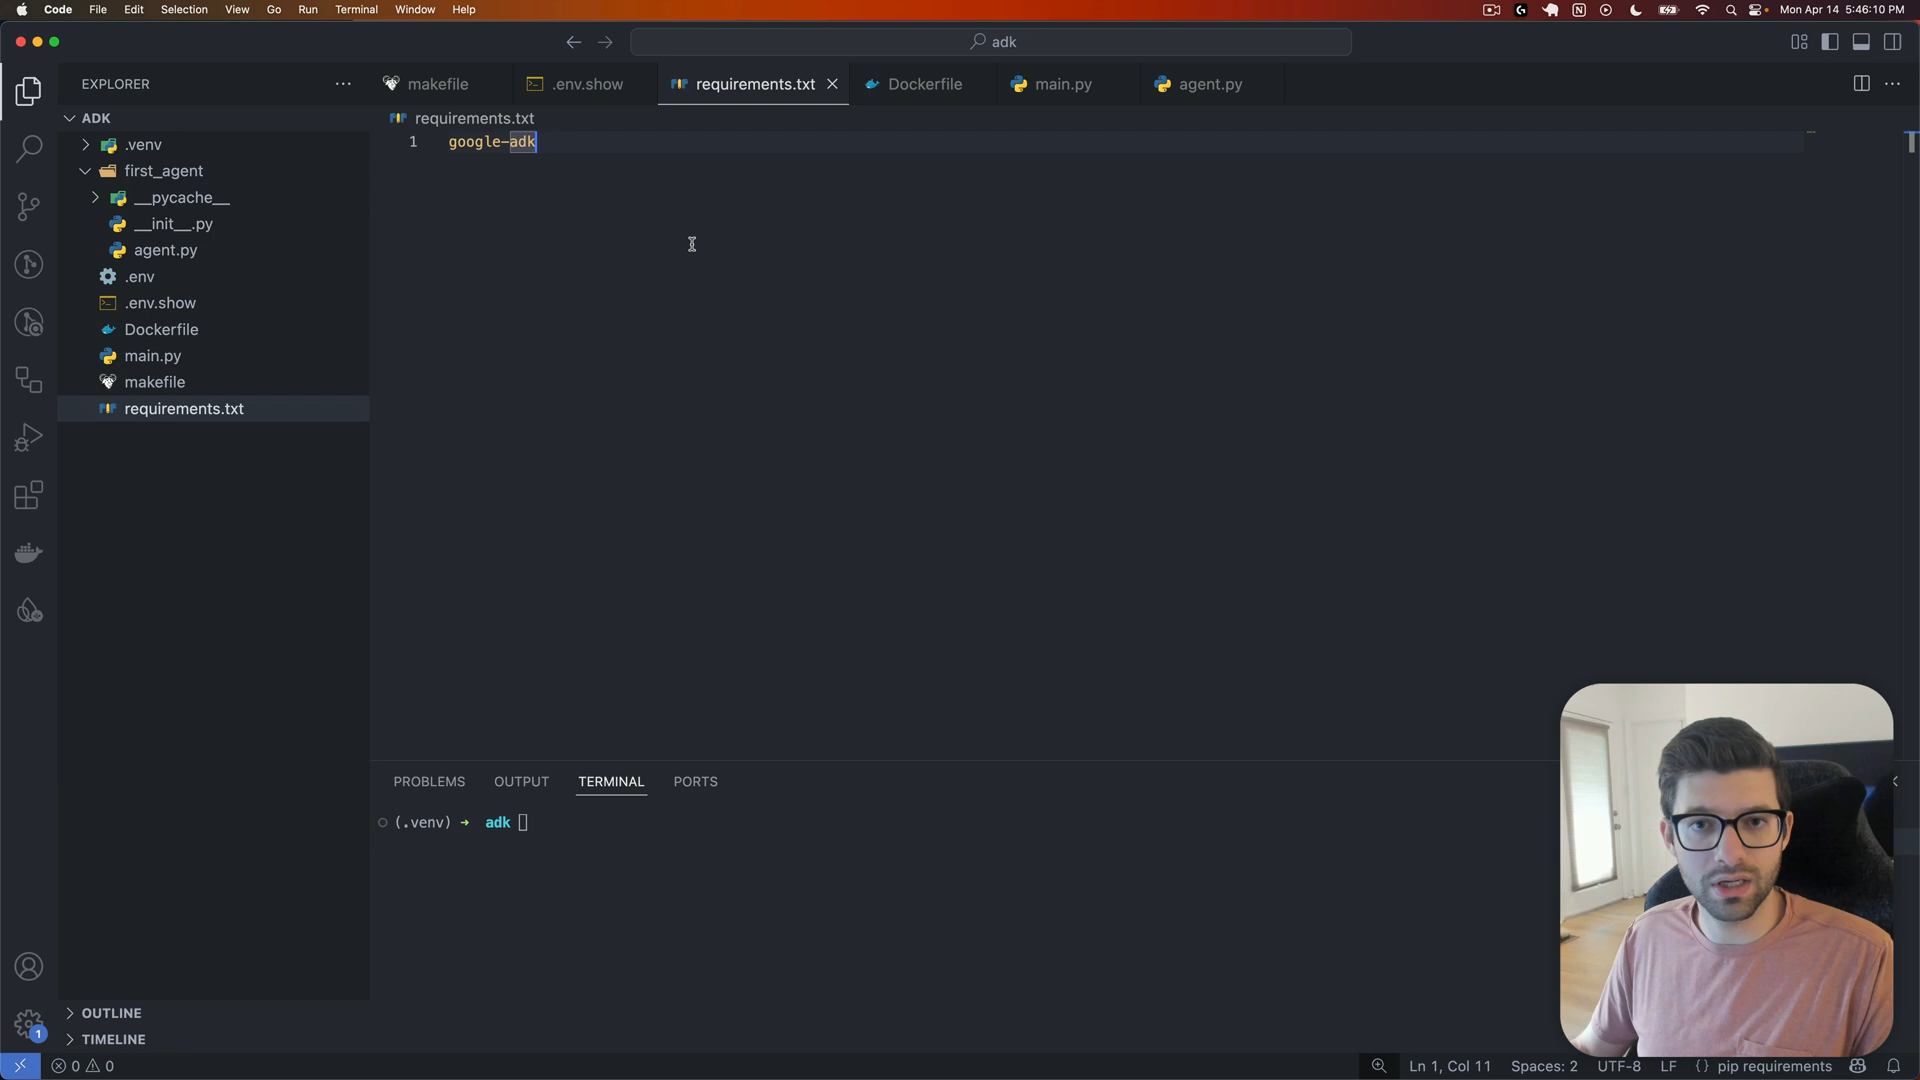 Code File Edit Selection View Go Run Terminal Window Help Mon Apr 14 5:46:10 PM
adk
EXPLORER
makefile .env.show requirements.txt Dockerfile main.py agent.py
ADK
requirements.txt
1 google-adk
.venv
first_agent
__pycache__
__init__.py
agent.py
.env
.env.show
Dockerfile
main.py
makefile
requirements.txt
PROBLEMS OUTPUT TERMINAL PORTS
(.venv) ➜ adk
OUTLINE
1
TIMELINE
0 0 Ln 1, Col 11 Spaces: 2 UTF-8 LF {} pip requirements